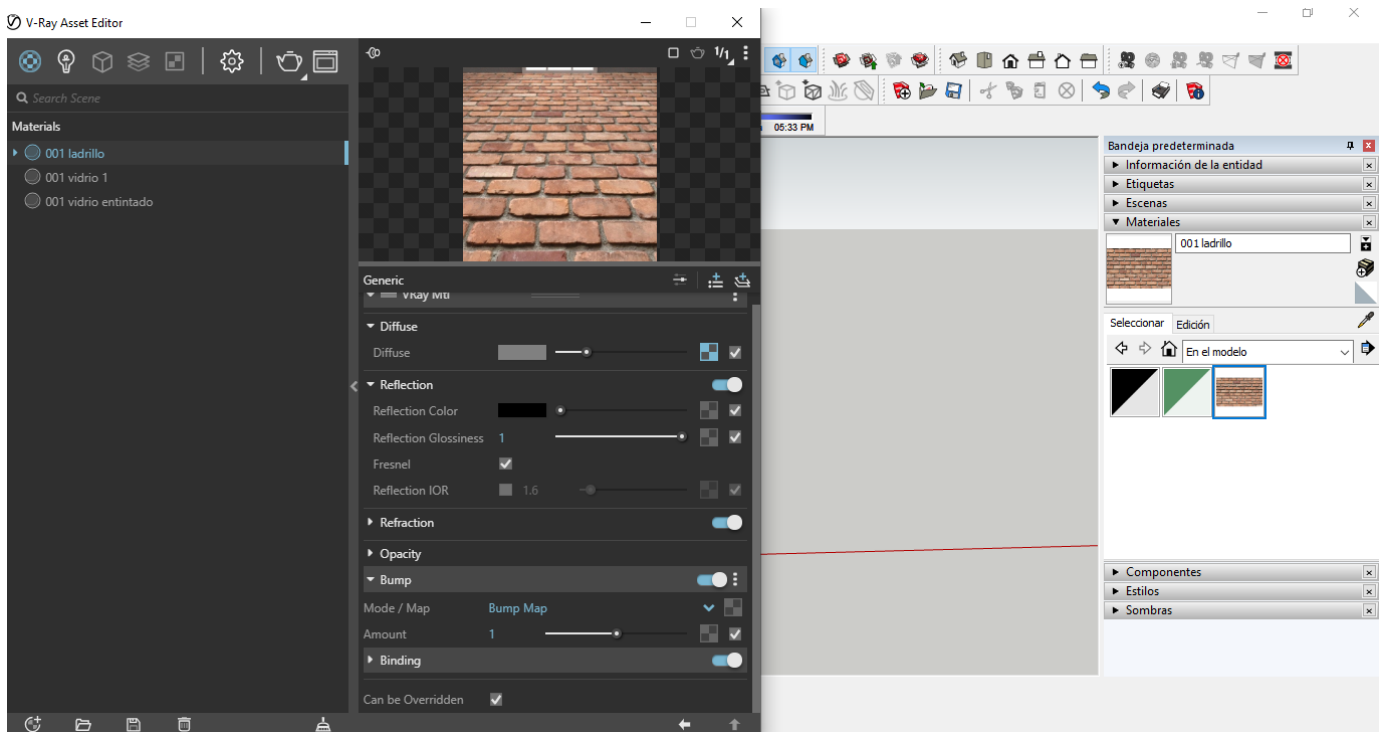 V-Ray Asset Editor
Search Scene
Materials
001 ladrillo
001 vidrio 1
001 vidrio entintado
1/1
Generic
VRay Mtl
Diffuse
Diffuse
Reflection
Reflection Color
Reflection Glossiness 1
Fresnel
Reflection IOR 1.6
Refraction
Opacity
Bump
Mode / Map Bump Map
Amount 1
Binding
Can be Overridden
05:33 PM
Bandeja predeterminada
Información de la entidad
Etiquetas
Escenas
Materiales
001 ladrillo
Seleccionar Edición
En el modelo
Componentes
Estilos
Sombras